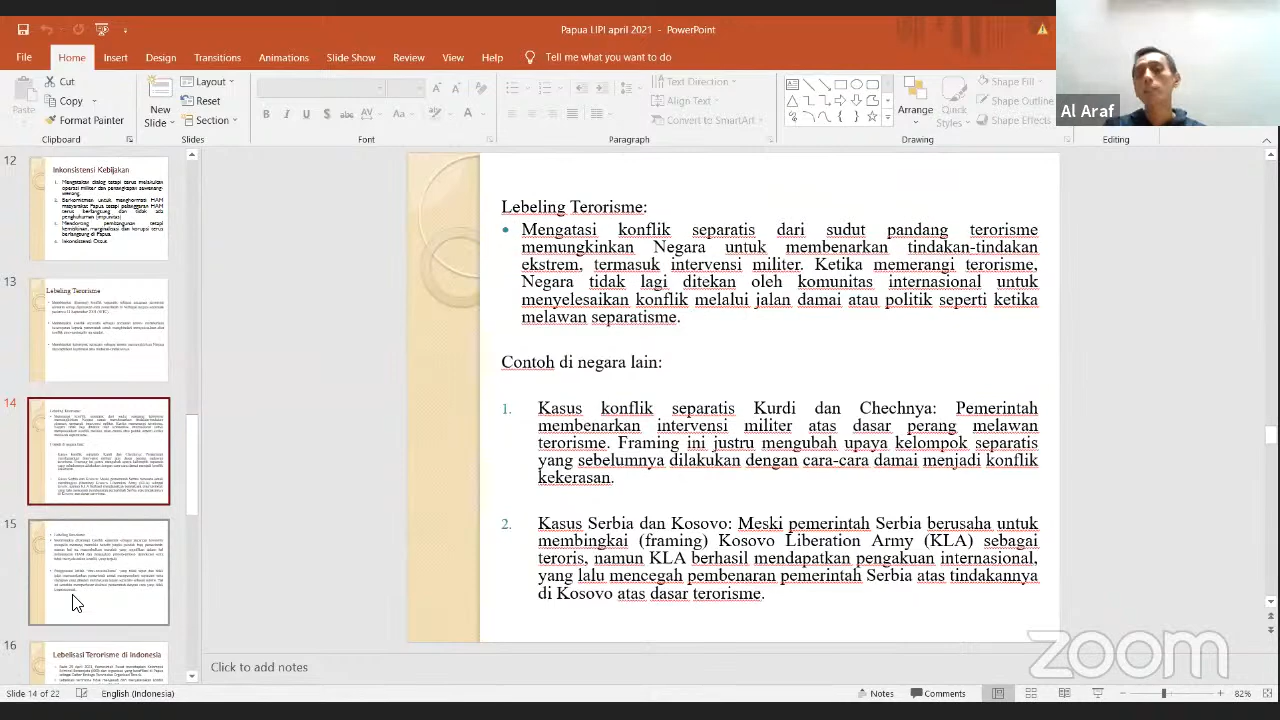 Papua LIPI april 2021 - PowerPoint
File Home Insert Design Transitions Animations Slide Show Review View Help Tell me what you want to do
Cut
Copy
Format Painter
Paste
Clipboard
New
Slide
Layout
Reset
Section
Slides
Font
Text Direction
Align Text
Convert to SmartArt
Paragraph
Arrange
Quick
Styles
Shape Fill
Shape Outline
Shape Effects
Drawing
Editing
Al Araf
12
Inkonsistensi Kebijakan
13
Lebeling Terorisme
14
15
16
Lebelisasi Terorisme di Indonesia
Lebeling Terorisme:
• Mengatasi konflik separatis dari sudut pandang terorisme
memungkinkan Negara untuk membenarkan tindakan-tindakan
ekstrem, termasuk intervensi militer. Ketika memerangi terorisme,
Negara tidak lagi ditekan oleh komunitas internasional untuk
menyelesaikan konflik melalui jalan damai atau politik seperti ketika
melawan separatisme.
Contoh di negara lain:
1. Kasus konflik separatis Kurdi dan Chechnya: Pemerintah
membenarkan intervensi militer atas dasar perang melawan
terorisme. Framing ini justru mengubah upaya kelompok separatis
yang sebelumnya dilakukan dengan cara-cara damai menjadi konflik
kekerasan.
2. Kasus Serbia dan Kosovo: Meski pemerintah Serbia berusaha untuk
membingkai (framing) Kosovo Liberation Army (KLA) sebagai
teroris, namun KLA berhasil mendapatkan pengakuan internasional,
yang lalu mencegah pembenaran pemerintah Serbia atas tindakannya
di Kosovo atas dasar terorisme.
Click to add notes
zoom
Slide 14 of 23 English (Indonesia) Notes Comments 82%